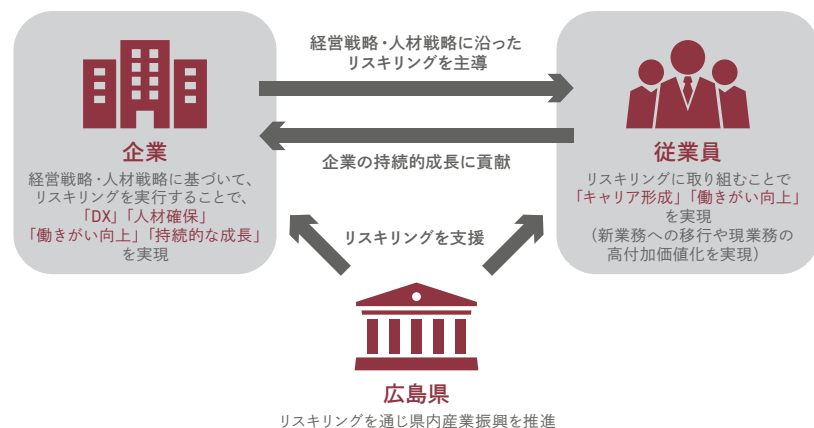 経営戦略・人材戦略に沿った
リスキリングを主導
企業の持続的成長に貢献
企業
経営戦略・人材戦略に基づいて、
リスキリングを実行することで、
「DX」「人材確保」
「働きがい向上」「持続的な成長」
を実現
従業員
リスキリングに取り組むことで
「キャリア形成」「働きがい向上」
を実現
（新業務への移行や現業務の
高付加価値化を実現）
リスキリングを支援
広島県
リスキリングを通じ県内産業振興を推進